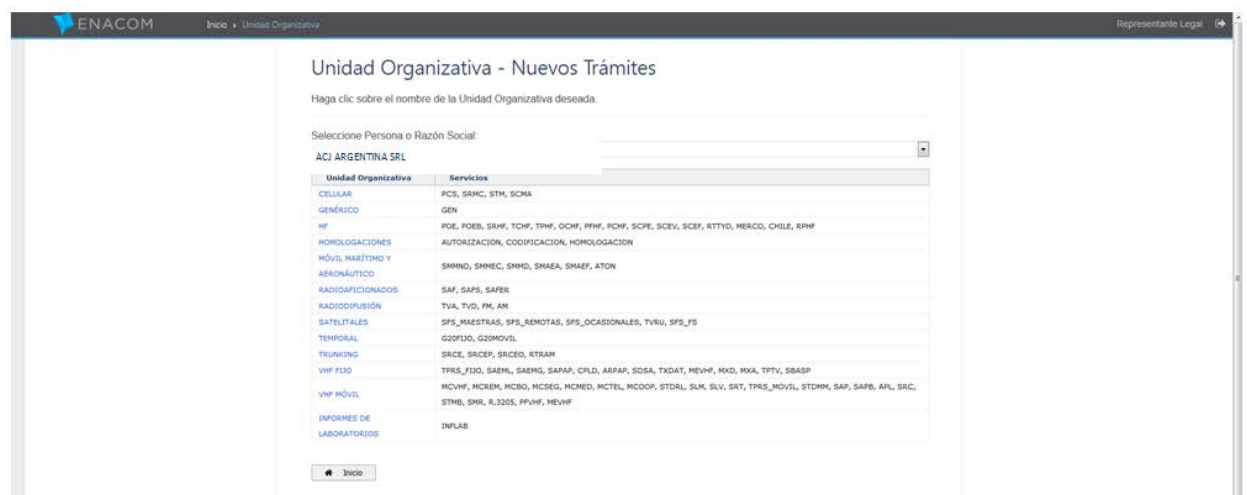 ENACOM Inicio › Unidad Organizativa Representante Legal
Unidad Organizativa - Nuevos Trámites
Haga clic sobre el nombre de la Unidad Organizativa deseada.
Seleccione Persona o Razón Social:
ACJ ARGENTINA SRL
Unidad Organizativa Servicios
CELULAR PCS, SRMC, STM, SCMA
GENÉRICO GEN
HF POE, POEB, SRHF, TCHF, TPHF, OCHF, PFHF, PCHF, SCPE, SCEV, SCEF, RTTYD, MERCO, CHILE, RPHF
HOMOLOGACIONES AUTORIZACION, CODIFICACION, HOMOLOGACION
MÓVIL MARÍTIMO Y
AERONÁUTICO SMMND, SMMEC, SMMD, SMAEA, SMAEF, ATON
RADIOAFICIONADOS SAF, SAFS, SAFER
RADIODIFUSIÓN TVA, TVD, FM, AM
SATELITALES SFS_MAESTRAS, SFS_REMOTAS, SFS_OCASIONALES, TVRU, SFS_FS
TEMPORAL G20FIJO, G20MOVIL
TRUNKING SRCE, SRCEP, SRCEO, RTRAM
VHF FIJO TPRS_FIJO, SAEML, SAEMG, SAPAP, CPLD, ARPAP, SDSA, TXDAT, MEVHF, MXD, MXA, TPTV, SBASP
VHF MÓVIL MCVHF, MCREM, MCBO, MCSEG, MCMED, MCTEL, MCOOP, STDRL, SLM, SLV, SRT, TPRS_MOVIL, STDMM, SAP, SAPB, APL, SRC,
STMB, SMR, R.3205, PFVHF, MEVHF
INFORMES DE
LABORATORIOS INFLAB
Inicio